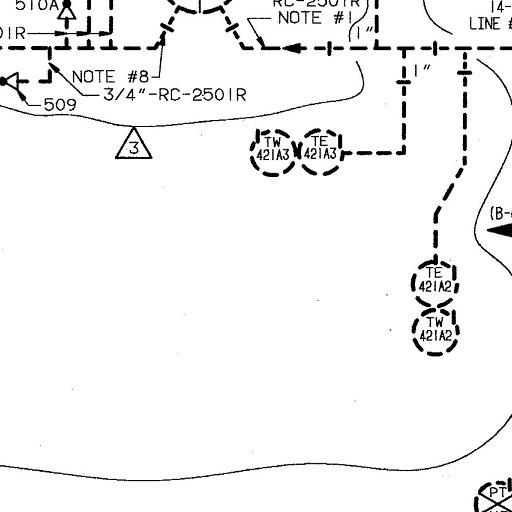 510A
RC-2501R
NOTE #1
14-
LINE #
01R
1"
NOTE #8
1"
3/4"-RC-2501R
509
3
TW
421A3
TE
421A3
(B-
TE
421A2
TW
421A2
PT